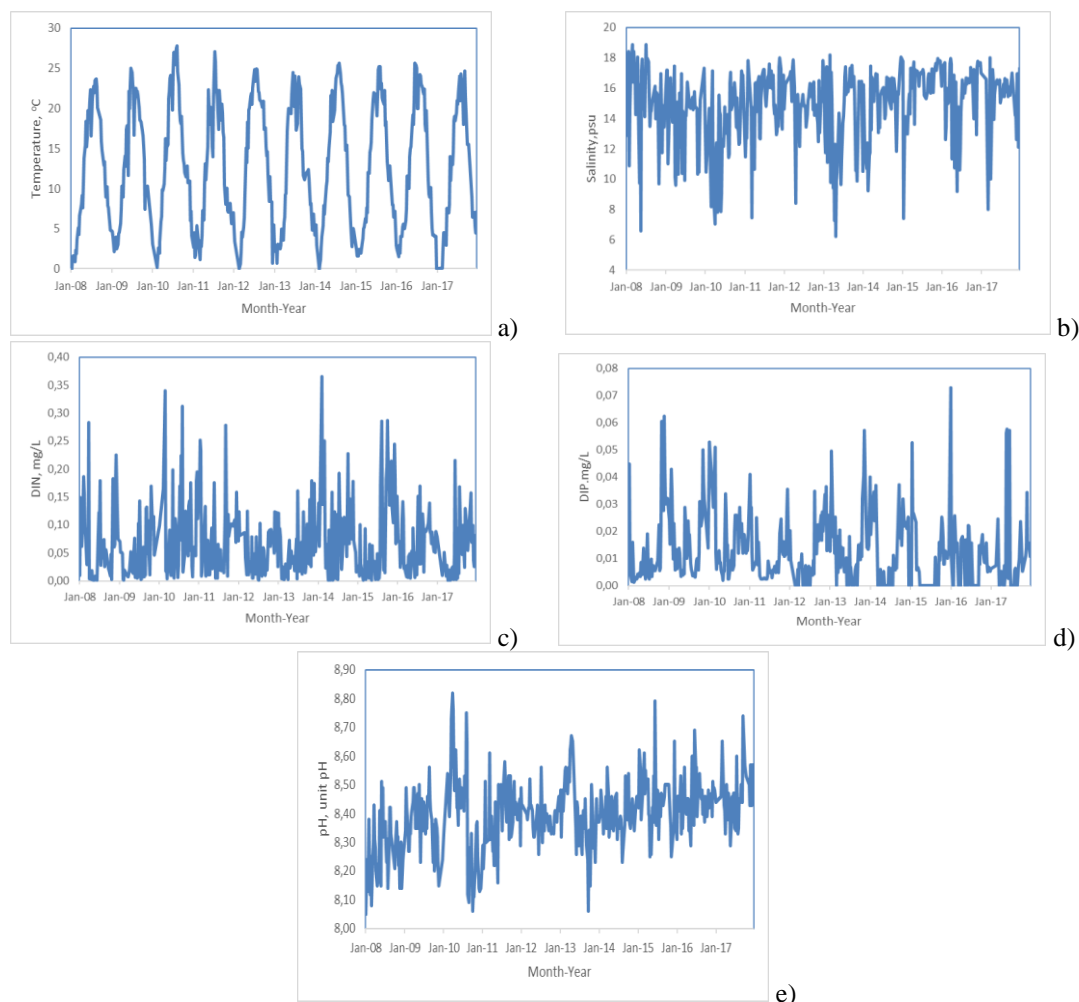 30
25
20
15
10
5
0
Temperature, °C
Jan-08 Jan-09 Jan-10 Jan-11 Jan-12 Jan-13 Jan-14 Jan-15 Jan-16 Jan-17
Month-Year
a)
20
18
16
14
12
10
8
6
4
Salinity,psu
Jan-08 Jan-09 Jan-10 Jan-11 Jan-12 Jan-13 Jan-14 Jan-15 Jan-16 Jan-17
Month-Year
b)
0,40
0,35
0,30
0,25
0,20
0,15
0,10
0,05
0,00
DIN, mg/L
Jan-08 Jan-09 Jan-10 Jan-11 Jan-12 Jan-13 Jan-14 Jan-15 Jan-16 Jan-17
Month-Year
c)
0,08
0,07
0,06
0,05
0,04
0,03
0,02
0,01
0,00
DIP.mg/L
Jan-08 Jan-09 Jan-10 Jan-11 Jan-12 Jan-13 Jan-14 Jan-15 Jan-16 Jan-17
Month-Year
d)
8,90
8,80
8,70
8,60
8,50
8,40
8,30
8,20
8,10
8,00
pH, unit pH
Jan-08 Jan-09 Jan-10 Jan-11 Jan-12 Jan-13 Jan-14 Jan-15 Jan-16 Jan-17
Month-Year
e)